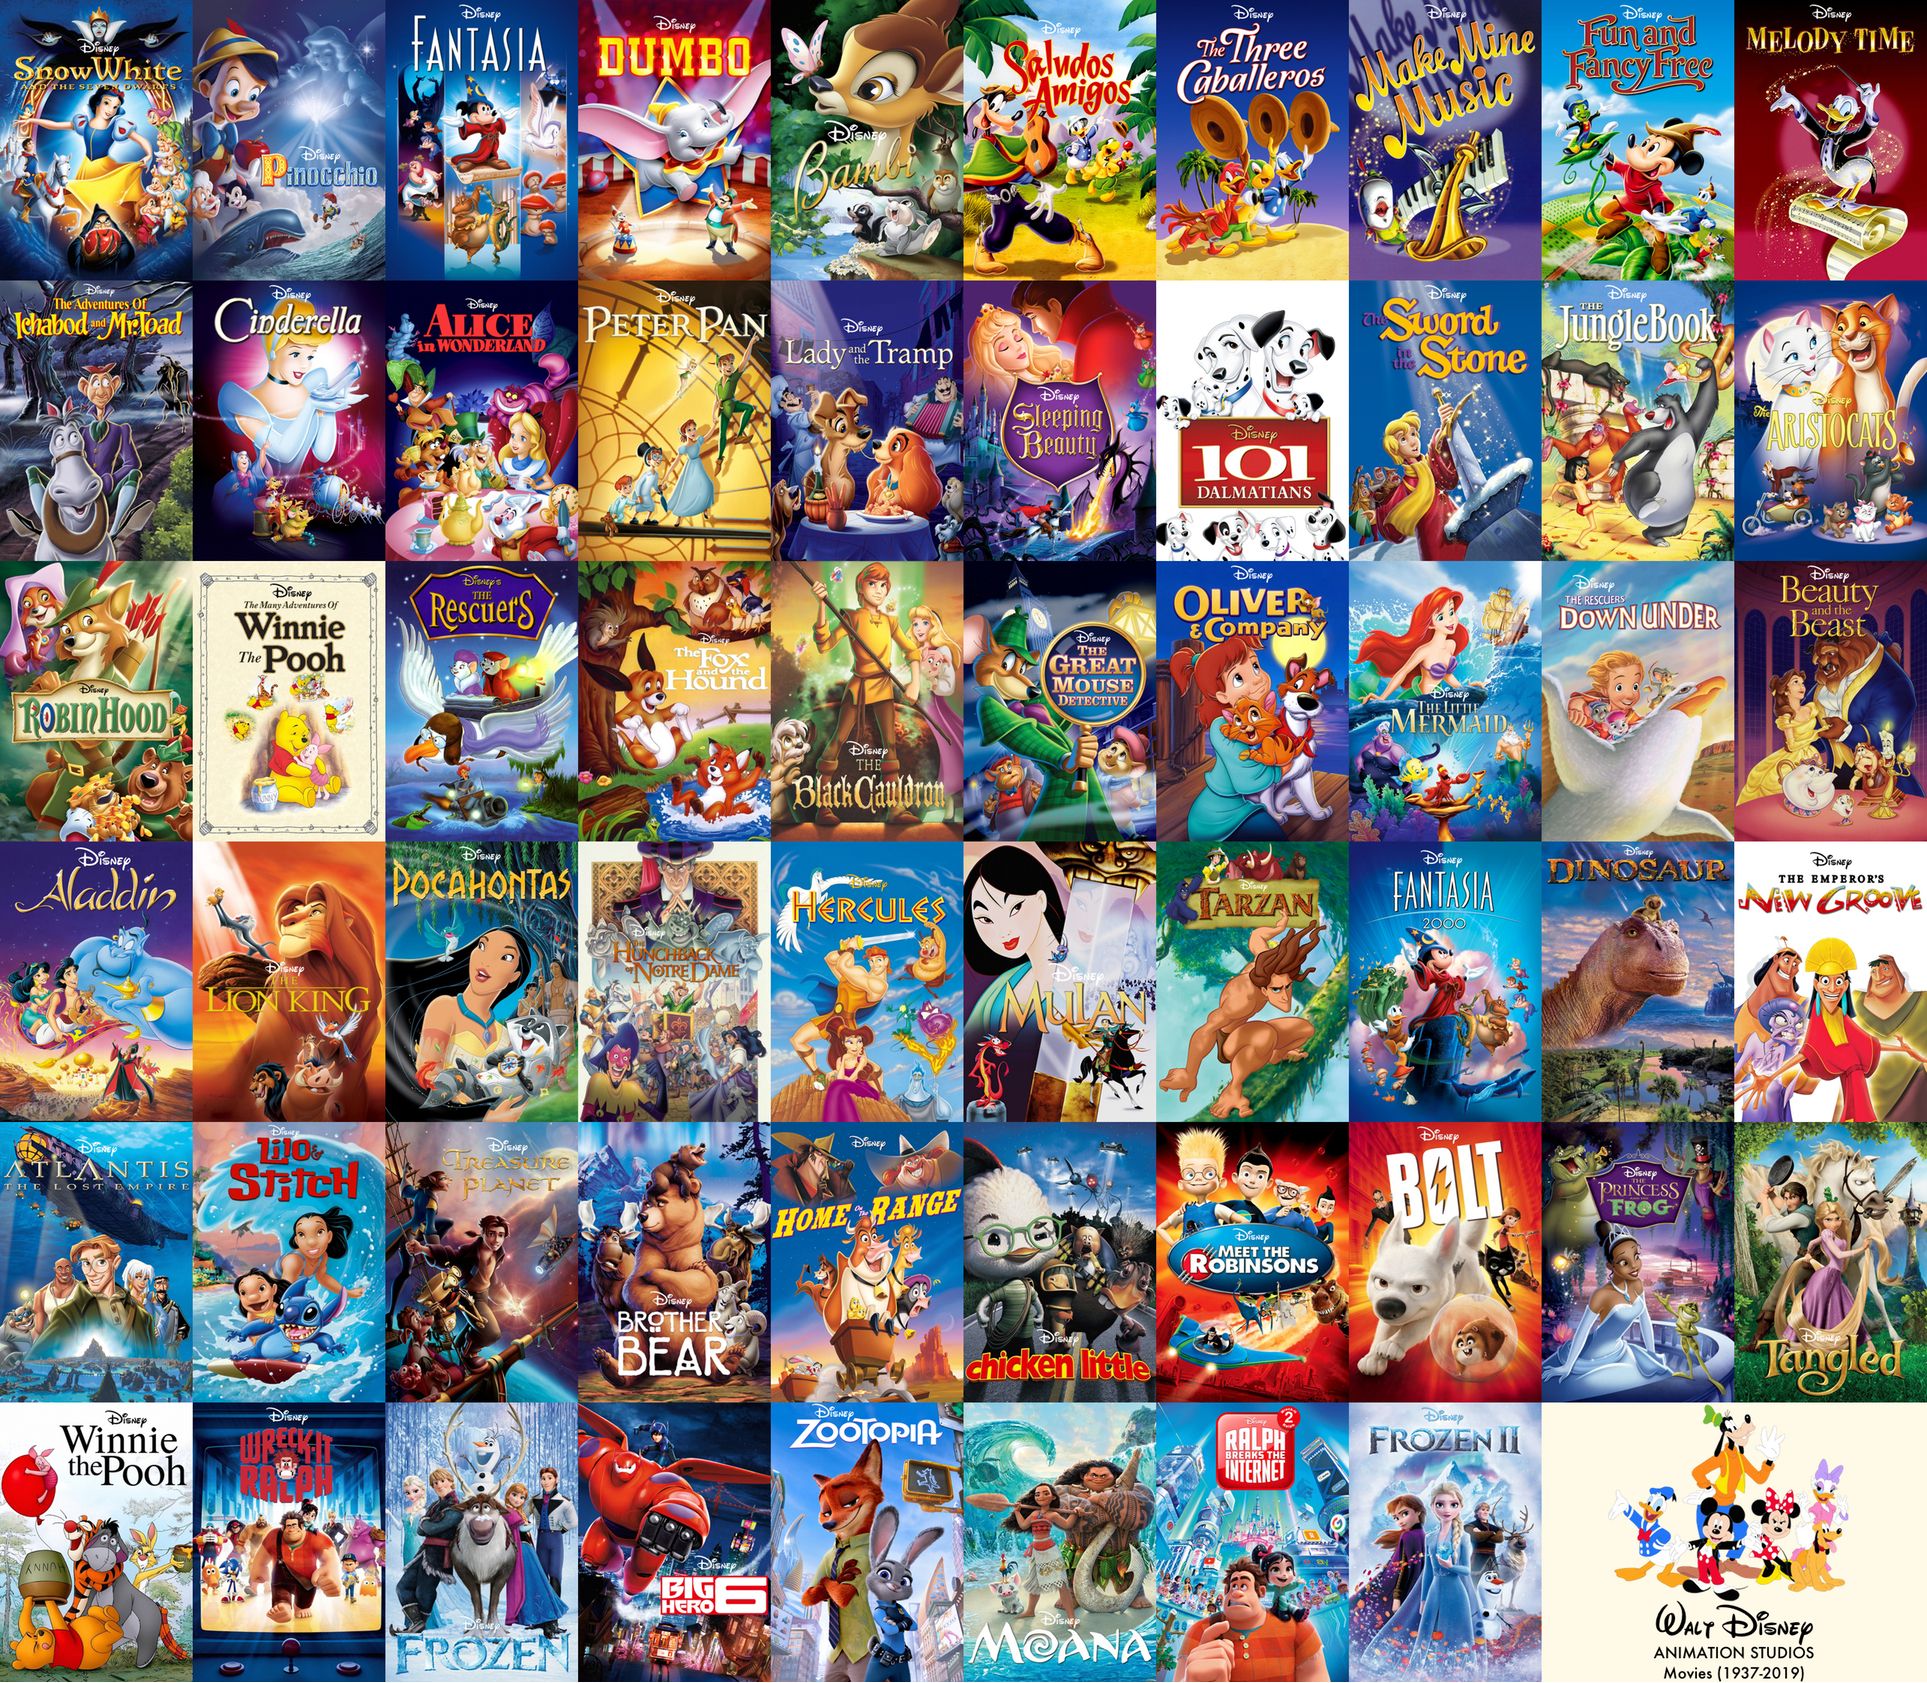 Disney
Snow White
AND THE SEVEN DWARFS
Disney
Pinocchio
Disney
FANTASIA
Disney
DUMBO
Disney
Bambi
Disney
Saludos
Amigos
Disney
The Three
Caballeros
Disney
Make Mine
Music
Disney
Fun and
Fancy Free
Disney
MELODY TIME
Disney
The Adventures Of
Ichabod and Mr. Toad
Disney
Cinderella
Disney
ALICE
in WONDERLAND
Disney
PETER PAN
Disney
Lady and the Tramp
Disney
Sleeping
Beauty
Disney
101
DALMATIANS
Disney
The Sword
in the Stone
Disney
THE
Jungle Book
Disney
The
ARISTOCATS
Disney
ROBIN HOOD
Disney
The Many Adventures Of
Winnie
The Pooh
Disney's
THE
RESCUERS
Disney
The Fox
and the
Hound
Disney
THE
Black Cauldron
Disney
THE
GREAT
MOUSE
DETECTIVE
Disney
OLIVER
& Company
Disney
THE LITTLE
MERMAID
Disney
THE RESCUERS
DOWN UNDER
Disney
Beauty
and the
Beast
Disney
Aladdin
Disney
THE
LION KING
Disney
POCAHONTAS
Disney
THE
HUNCHBACK
OF NOTRE DAME
Disney
HERCULES
Disney
MULAN
Disney
TARZAN
Disney
FANTASIA
2000
Disney
DINOSAUR
Disney
THE EMPEROR'S
NEW GROOVE
Disney
ATLANTIS
THE LOST EMPIRE
Disney
Lilo &
Stitch
Disney
TREASURE
PLANET
Disney
BROTHER
BEAR
Disney
HOME On The RANGE
Disney
chicken little
Disney
MEET THE
ROBINSONS
Disney
BOLT
Disney
THE
PRINCESS
AND THE
FROG
Disney
Tangled
Disney
Winnie
the Pooh
HUNNY
Disney
WRECK-IT
RALPH
Disney
FROZEN
Disney
BIG
HERO 6
Disney
ZOOTOPIA
Disney
MOANA
Disney
RALPH
BREAKS THE
INTERNET
2
Disney
FROZEN II
WALT DISNEY
ANIMATION STUDIOS
Movies (1937-2019)